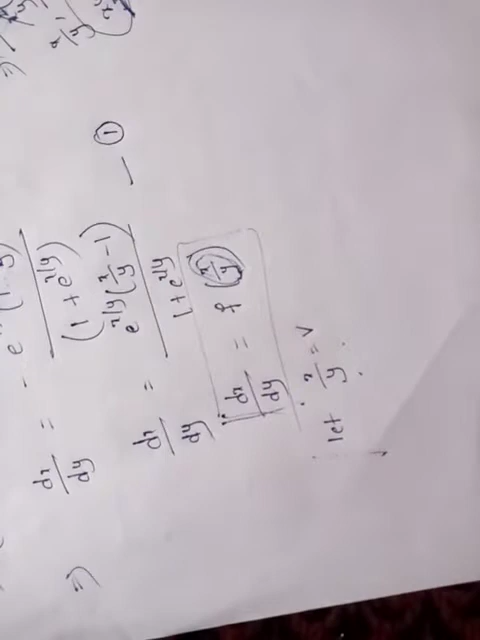 ⇒ dx/dy = - e^(x/y) (1 - x/y) / (1 + e^(x/y))
dx/dy = e^(x/y) (x/y - 1) / 1 + e^(x/y) — ①
dx/dy = f (x/y)
let x/y = v